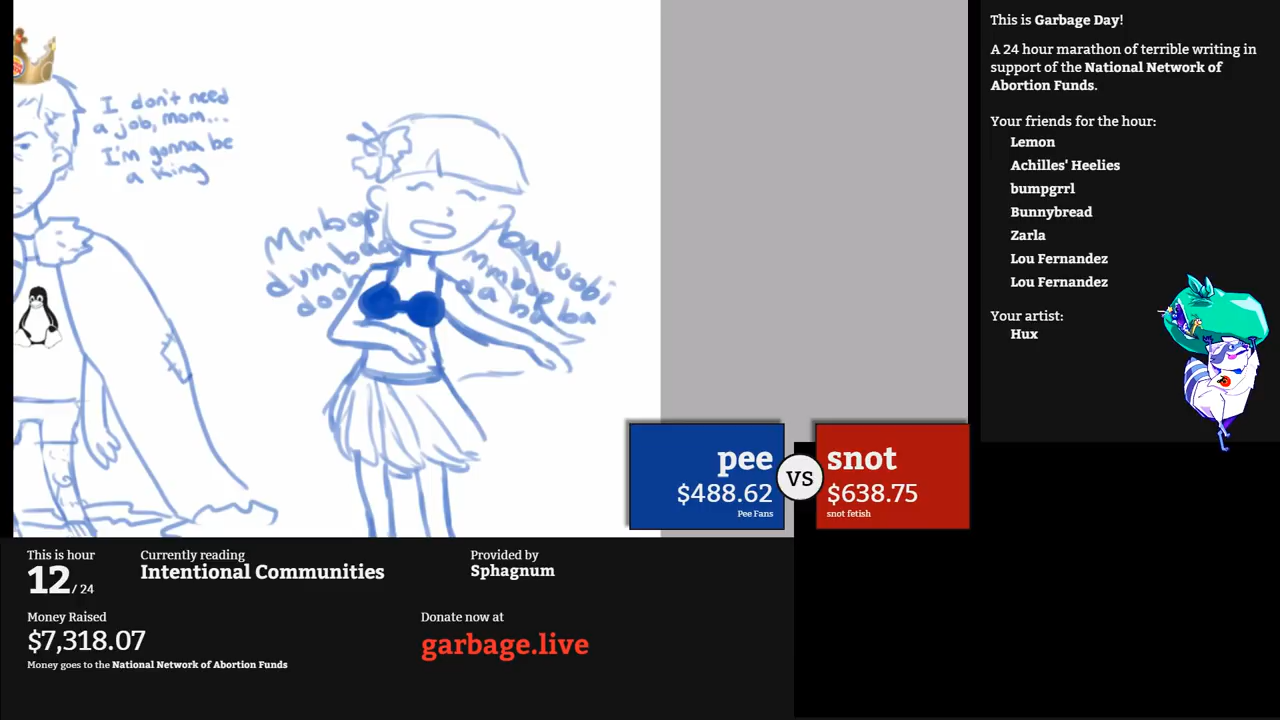 I don't need
a job, mom...
I'm gonna be
a king
Mmbop
dumbaa
dooh
badoobi
mmbop
da ba
ba
pee
$488.62
Pee Fans
VS
snot
$638.75
snot fetish
This is Garbage Day!
A 24 hour marathon of terrible writing in
support of the National Network of
Abortion Funds.
Your friends for the hour:
Lemon
Achilles' Heelies
bumpgrrl
Bunnybread
Zarla
Lou Fernandez
Lou Fernandez
Your artist:
Hux
This is hour
12 / 24
Currently reading
Intentional Communities
Provided by
Sphagnum
Money Raised
$7,318.07
Money goes to the National Network of Abortion Funds
Donate now at
garbage.live